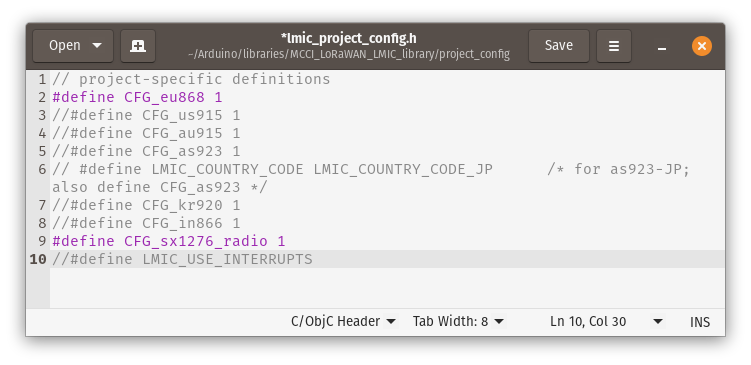 Open
*lmic_project_config.h
~/Arduino/libraries/MCCI_LoRaWAN_LMIC_library/project_config
Save
1 // project-specific definitions
2 #define CFG_eu868 1
3 //#define CFG_us915 1
4 //#define CFG_au915 1
5 //#define CFG_as923 1
6 // #define LMIC_COUNTRY_CODE LMIC_COUNTRY_CODE_JP      /* for as923-JP;
also define CFG_as923 */
7 //#define CFG_kr920 1
8 //#define CFG_in866 1
9 #define CFG_sx1276_radio 1
10 //#define LMIC_USE_INTERRUPTS
C/ObjC Header Tab Width: 8 Ln 10, Col 30 INS